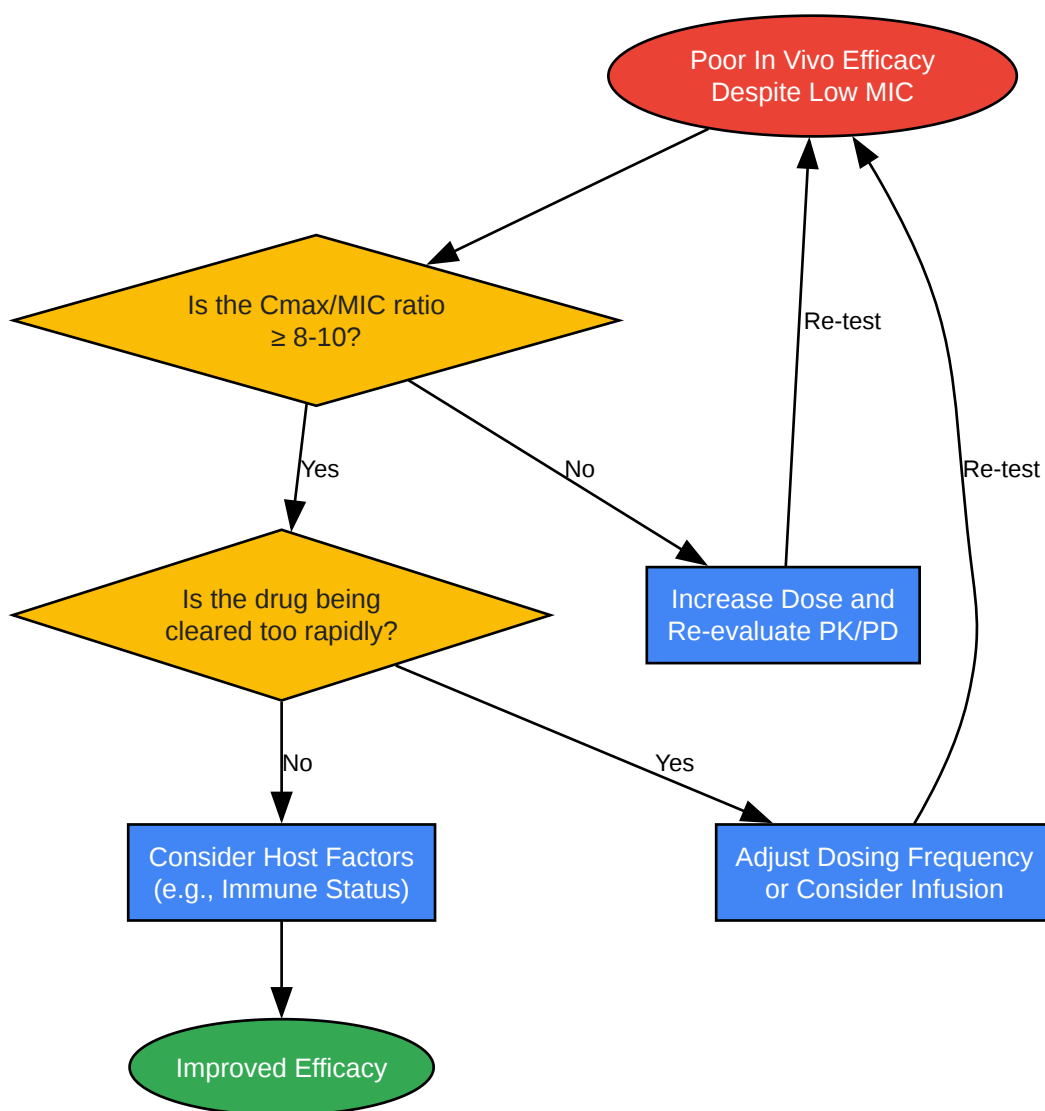 Poor In Vivo Efficacy
Despite Low MIC
Is the Cmax/MIC ratio
≥ 8-10?
Re-test
Yes
No
Re-test
Is the drug being
cleared too rapidly?
Increase Dose and
Re-evaluate PK/PD
No
Yes
Consider Host Factors
(e.g., Immune Status)
Adjust Dosing Frequency
or Consider Infusion
Improved Efficacy